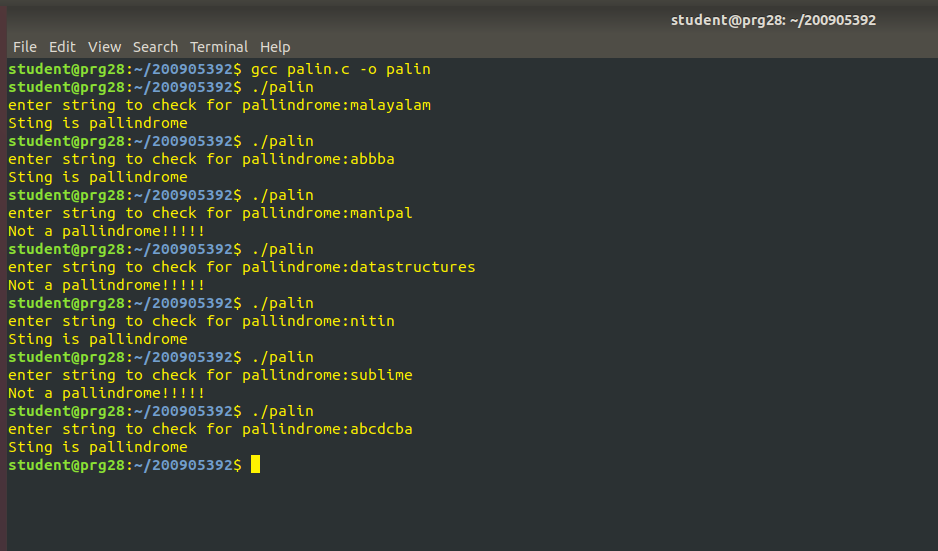 student@prg28: ~/200905392
File Edit View Search Terminal Help
student@prg28:~/200905392$ gcc palin.c -o palin
student@prg28:~/200905392$ ./palin
enter string to check for pallindrome:malayalam
Sting is pallindrome
student@prg28:~/200905392$ ./palin
enter string to check for pallindrome:abbba
Sting is pallindrome
student@prg28:~/200905392$ ./palin
enter string to check for pallindrome:manipal
Not a pallindrome!!!!!
student@prg28:~/200905392$ ./palin
enter string to check for pallindrome:datastructures
Not a pallindrome!!!!!
student@prg28:~/200905392$ ./palin
enter string to check for pallindrome:nitin
Sting is pallindrome
student@prg28:~/200905392$ ./palin
enter string to check for pallindrome:sublime
Not a pallindrome!!!!!
student@prg28:~/200905392$ ./palin
enter string to check for pallindrome:abcdcba
Sting is pallindrome
student@prg28:~/200905392$